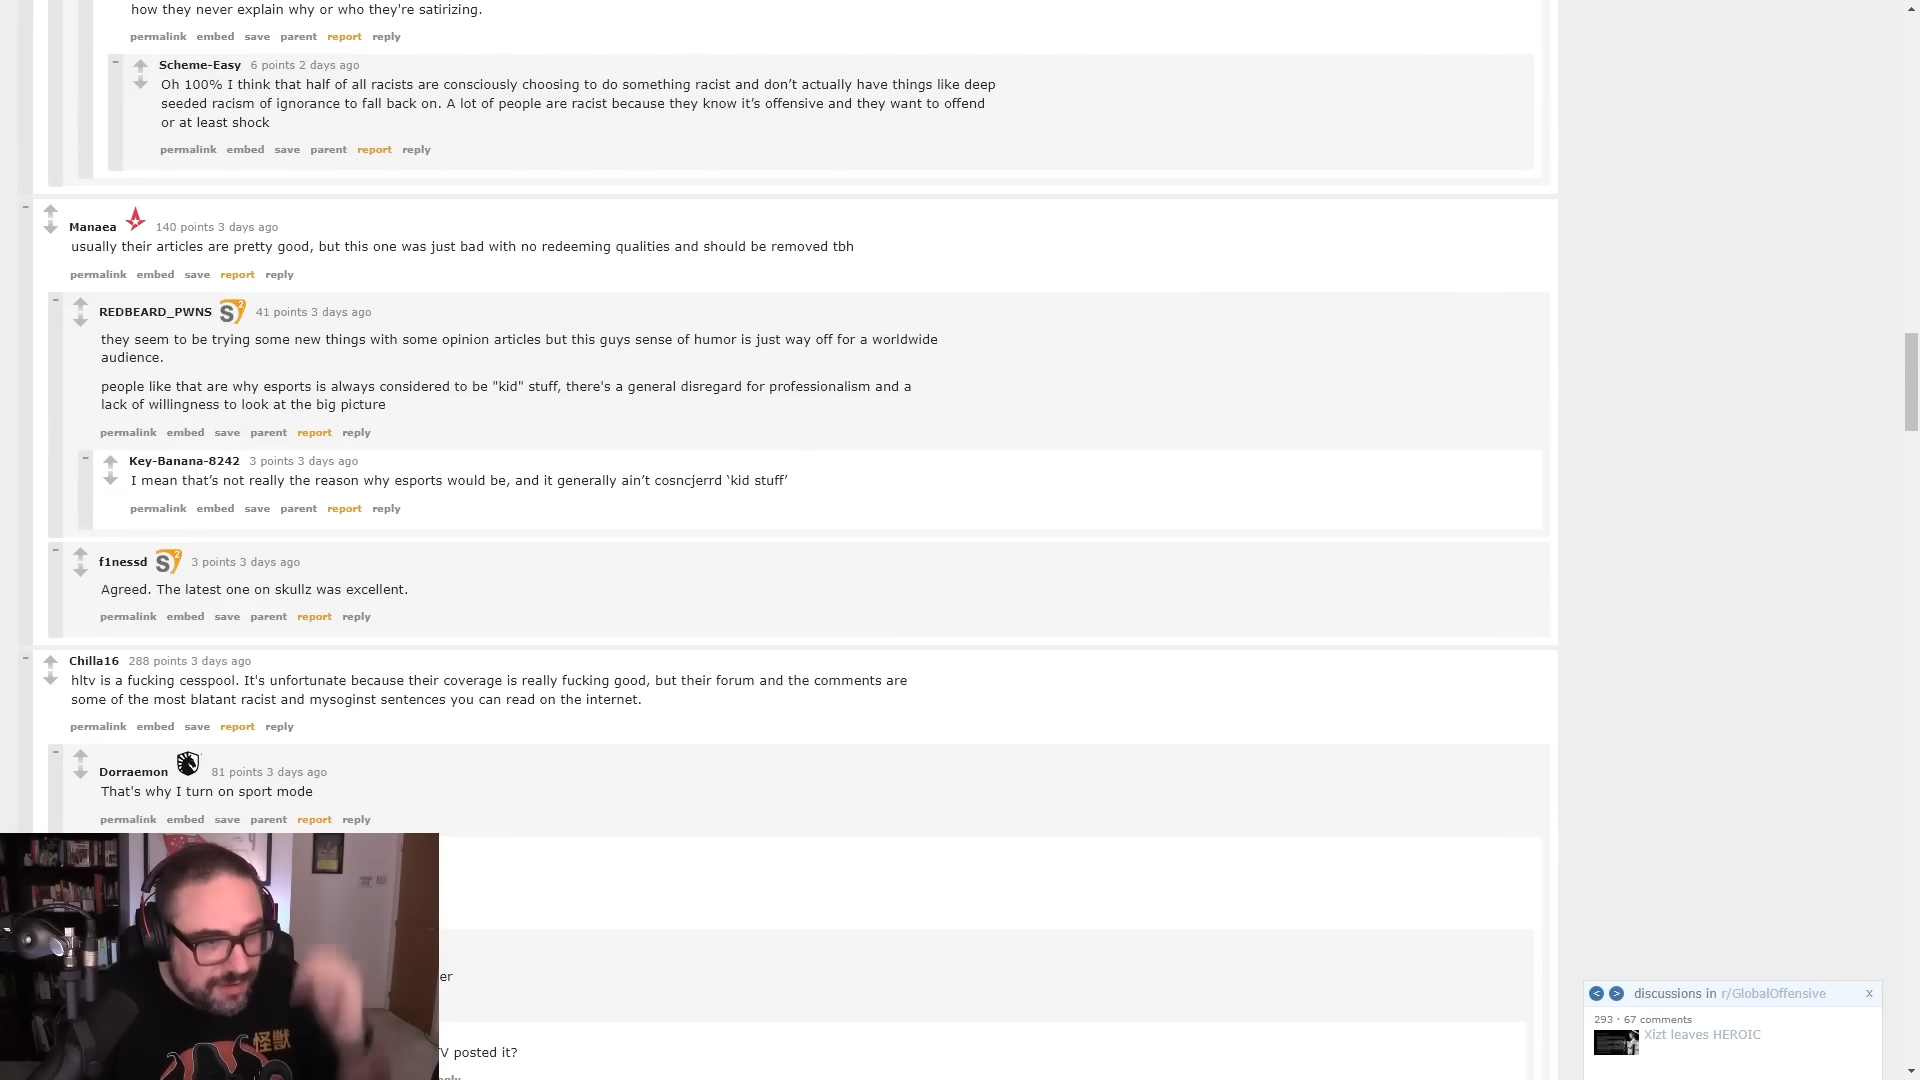 how they never explain why or who they're satirizing.
permalink embed save parent report reply
Scheme-Easy 6 points 2 days ago
Oh 100% I think that half of all racists are consciously choosing to do something racist and don’t actually have things like deep
seeded racism of ignorance to fall back on. A lot of people are racist because they know it’s offensive and they want to offend
or at least shock
permalink embed save parent report reply
Manaea 140 points 3 days ago
usually their articles are pretty good, but this one was just bad with no redeeming qualities and should be removed tbh
permalink embed save report reply
REDBEARD_PWNS 41 points 3 days ago
they seem to be trying some new things with some opinion articles but this guys sense of humor is just way off for a worldwide
audience.
people like that are why esports is always considered to be "kid" stuff, there's a general disregard for professionalism and a
lack of willingness to look at the big picture
permalink embed save parent report reply
Key-Banana-8242 3 points 3 days ago
I mean that’s not really the reason why esports would be, and it generally ain’t cosncjerrd ‘kid stuff’
permalink embed save parent report reply
f1nessd 3 points 3 days ago
Agreed. The latest one on skullz was excellent.
permalink embed save parent report reply
Chilla16 288 points 3 days ago
hltv is a fucking cesspool. It's unfortunate because their coverage is really fucking good, but their forum and the comments are
some of the most blatant racist and mysoginst sentences you can read on the internet.
permalink embed save report reply
Dorraemon 81 points 3 days ago
That's why I turn on sport mode
permalink embed save parent report reply
er
V posted it?
discussions in r/GlobalOffensive X
293 · 67 comments
Xizt leaves HEROIC
怪獣